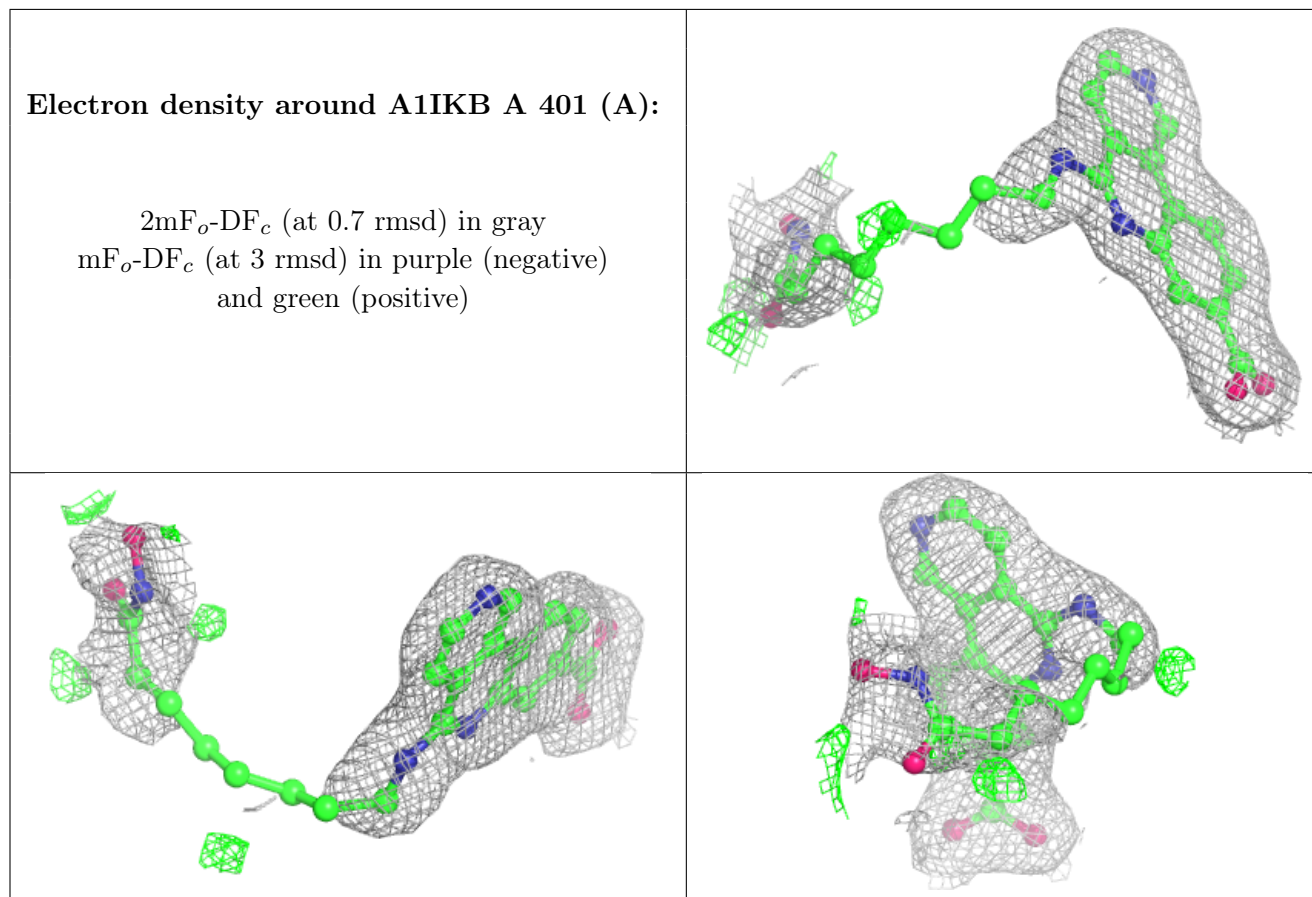 Electron density around A1IKB A 401 (A):
2mFₒ-DF𝒸 (at 0.7 rmsd) in gray
mFₒ-DF𝒸 (at 3 rmsd) in purple (negative)
and green (positive)